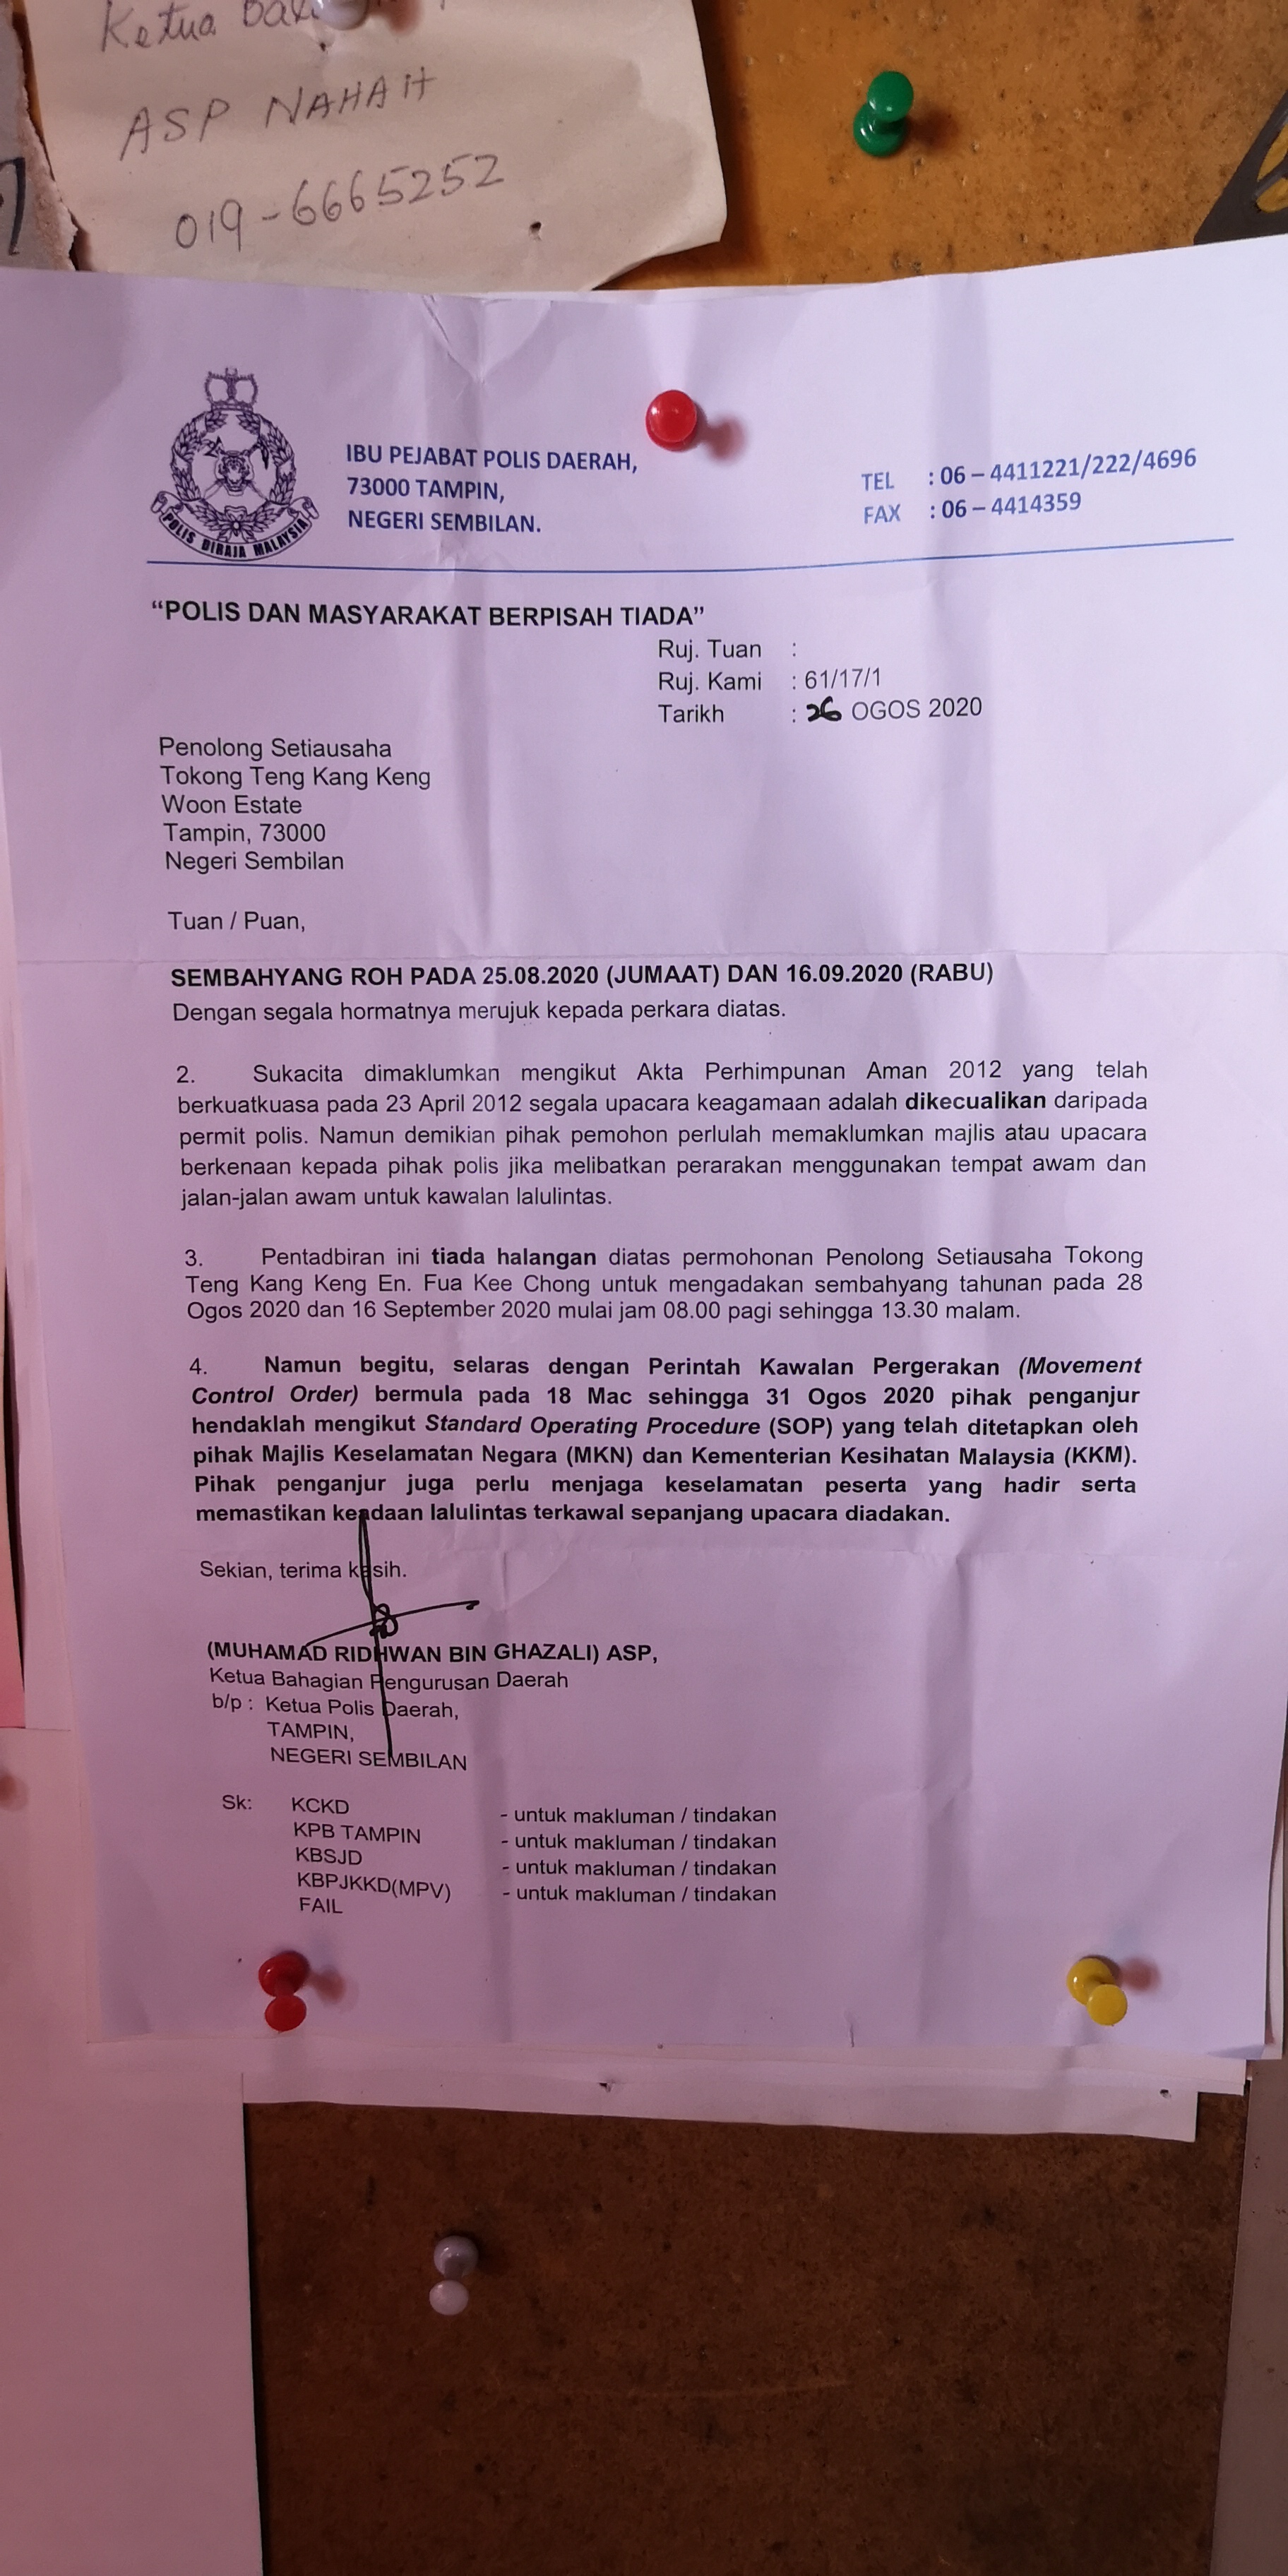 Ketua
ASP NAHAH
019-6665252
POLIS DIRAJA MALAYSIA
IBU PEJABAT POLIS DAERAH,
73000 TAMPIN,
NEGERI SEMBILAN.
TEL : 06 – 4411221/222/4696
FAX : 06 – 4414359
“POLIS DAN MASYARAKAT BERPISAH TIADA”
Ruj. Tuan :
Ruj. Kami : 61/17/1
Tarikh : 26 OGOS 2020
Penolong Setiausaha
Tokong Teng Kang Keng
Woon Estate
Tampin, 73000
Negeri Sembilan
Tuan / Puan,
SEMBAHYANG ROH PADA 25.08.2020 (JUMAAT) DAN 16.09.2020 (RABU)
Dengan segala hormatnya merujuk kepada perkara diatas.
2. Sukacita dimaklumkan mengikut Akta Perhimpunan Aman 2012 yang telah
berkuatkuasa pada 23 April 2012 segala upacara keagamaan adalah dikecualikan daripada
permit polis. Namun demikian pihak pemohon perlulah memaklumkan majlis atau upacara
berkenaan kepada pihak polis jika melibatkan perarakan menggunakan tempat awam dan
jalan-jalan awam untuk kawalan lalulintas.
3. Pentadbiran ini tiada halangan diatas permohonan Penolong Setiausaha Tokong
Teng Kang Keng En. Fua Kee Chong untuk mengadakan sembahyang tahunan pada 28
Ogos 2020 dan 16 September 2020 mulai jam 08.00 pagi sehingga 13.30 malam.
4. Namun begitu, selaras dengan Perintah Kawalan Pergerakan (Movement
Control Order) bermula pada 18 Mac sehingga 31 Ogos 2020 pihak penganjur
hendaklah mengikut Standard Operating Procedure (SOP) yang telah ditetapkan oleh
pihak Majlis Keselamatan Negara (MKN) dan Kementerian Kesihatan Malaysia (KKM).
Pihak penganjur juga perlu menjaga keselamatan peserta yang hadir serta
memastikan keadaan lalulintas terkawal sepanjang upacara diadakan.
Sekian, terima kasih.
(MUHAMAD RIDHWAN BIN GHAZALI) ASP,
Ketua Bahagian Pengurusan Daerah
b/p : Ketua Polis Daerah,
TAMPIN,
NEGERI SEMBILAN
Sk: KCKD - untuk makluman / tindakan
KPB TAMPIN - untuk makluman / tindakan
KBSJD - untuk makluman / tindakan
KBPJKKD(MPV) - untuk makluman / tindakan
FAIL